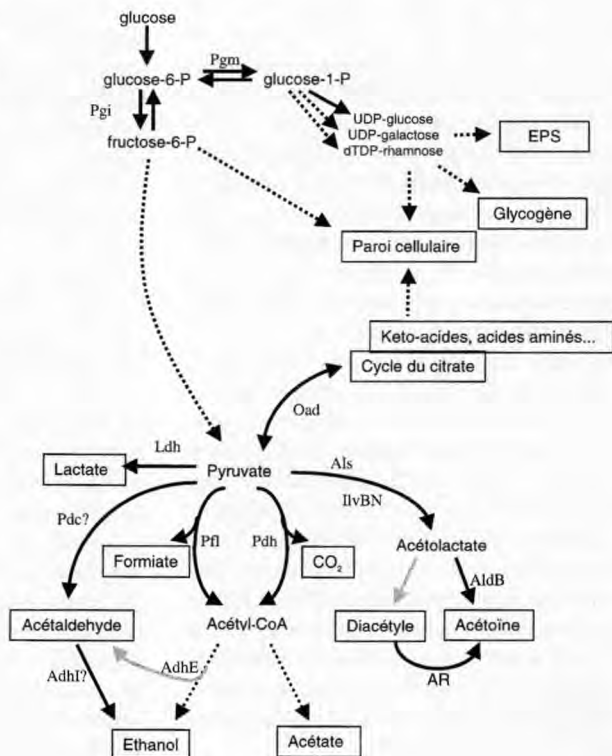 glucose
Pgm
glucose-6-P
glucose-1-P
Pgi
UDP-glucose
UDP-galactose
dTDP-rhamnose
EPS
fructose-6-P
Glycogène
Paroi cellulaire
Keto-acides, acides aminés...
Cycle du citrate
Oad
Ldh
Lactate
Pyruvate
Als
Pdc?
IlvBN
Pfl
Pdh
Formiate
CO₂
Acétolactate
AldB
Acétaldehyde
Acétyl-CoA
Diacétyle
Acétoïne
AdhE
AdhI?
AR
Ethanol
Acétate